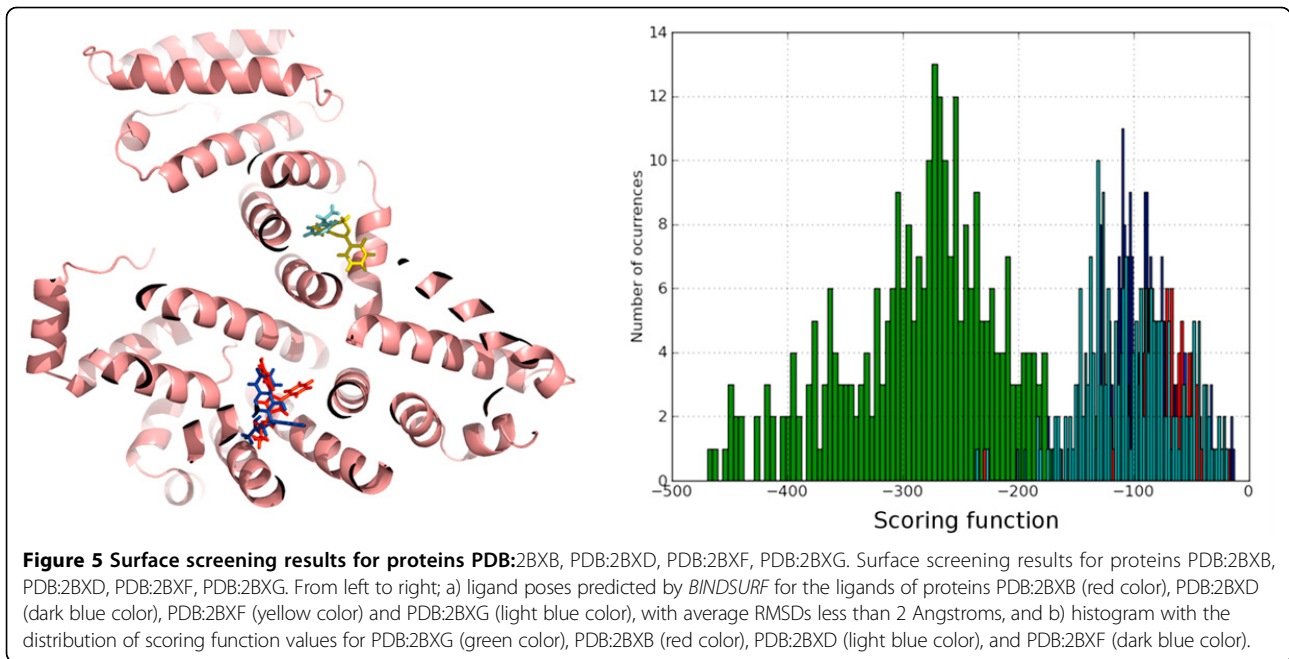 14
12
10
8
6
4
2
0
Number of ocurrences
−500
−400
−300
−200
−100
0
Scoring function
Figure 5 Surface screening results for proteins PDB:2BXB, PDB:2BXD, PDB:2BXF, PDB:2BXG. Surface screening results for proteins PDB:2BXB,
PDB:2BXD, PDB:2BXF, PDB:2BXG. From left to right; a) ligand poses predicted by BINDSURF for the ligands of proteins PDB:2BXB (red color), PDB:2BXD
(dark blue color), PDB:2BXF (yellow color) and PDB:2BXG (light blue color), with average RMSDs less than 2 Angstroms, and b) histogram with the
distribution of scoring function values for PDB:2BXG (green color), PDB:2BXB (red color), PDB:2BXD (light blue color), and PDB:2BXF (dark blue color).